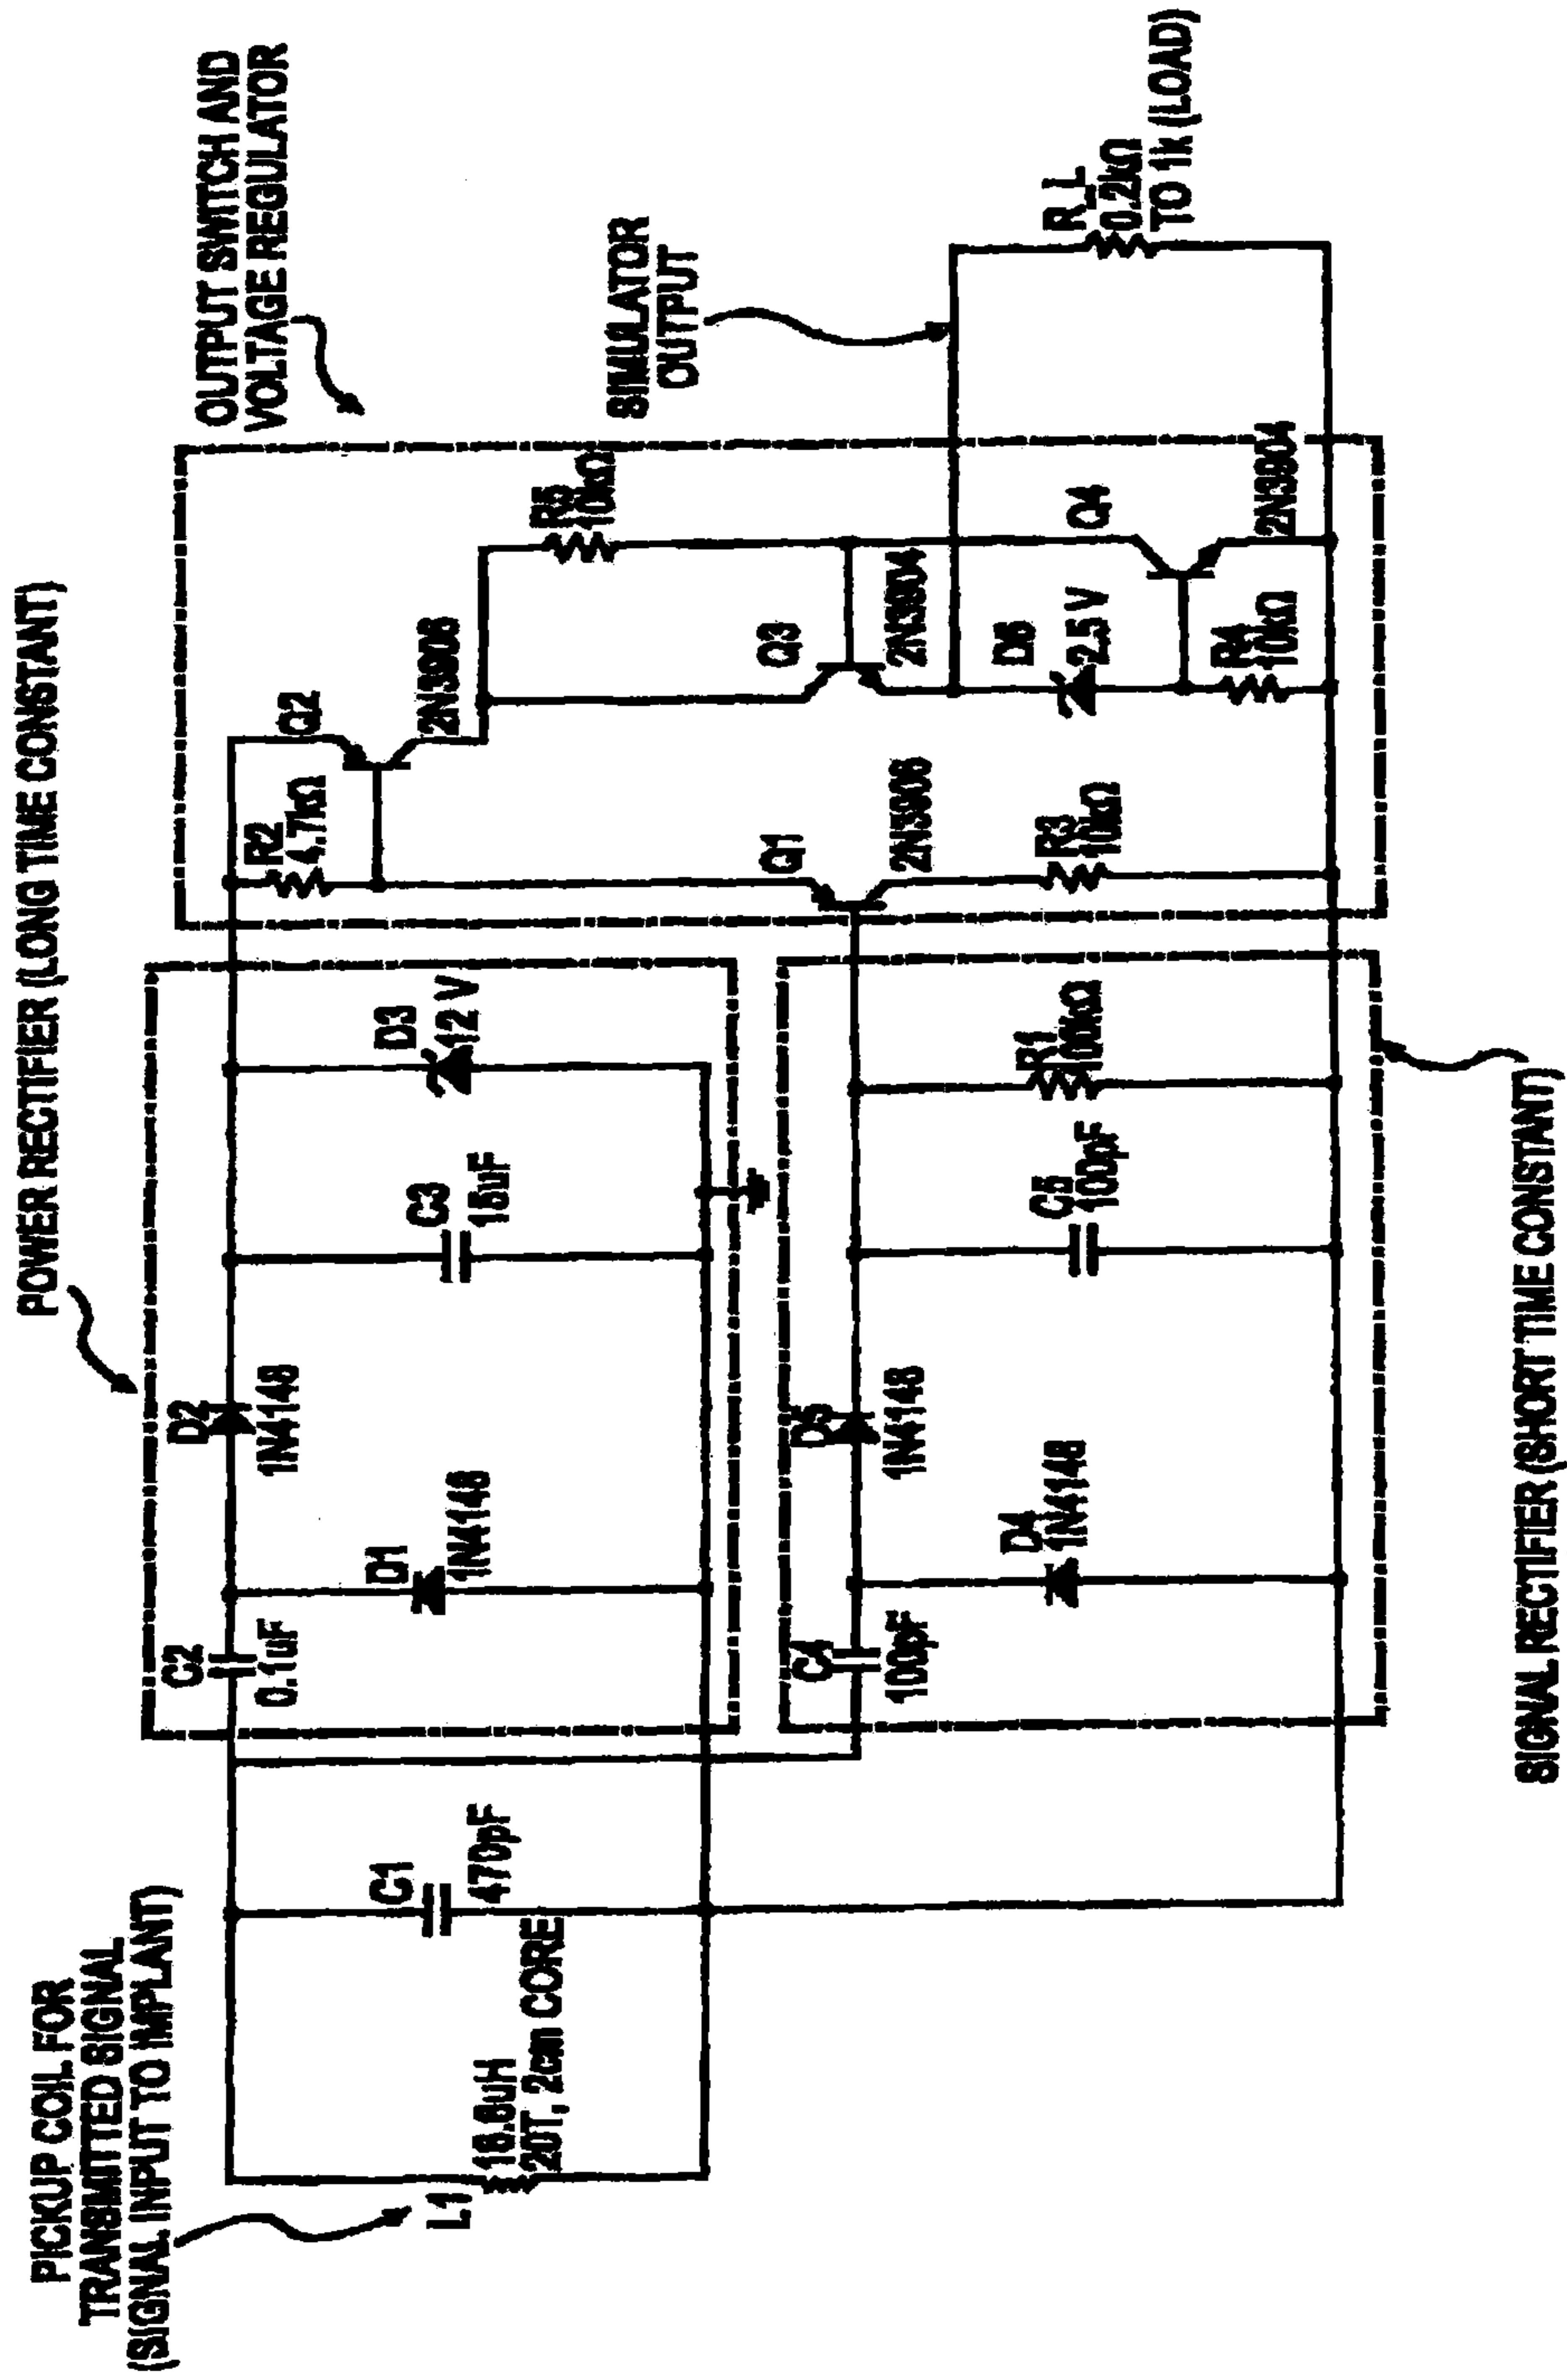 POWER RECTIFIER (LONG TIME CONSTANT)
OUTPUT SWITCH AND
VOLTAGE REGULATOR
PICKUP COIL FOR
TRANSMITTED SIGNAL
(SIGNAL INPUT TO IMPLANT)
C2
0.1uF
D2
1N4148
R2
4.7kΩ
Q2
2N3906
L1
20T, 2cm CORE
C1
470pF
D1
1N4148
C3
15uF
D3
12 V
R5
10kΩ
SIMULATOR
OUTPUT
C4
100pF
D5
1N4148
Q1
2N3906
Q3
2N3904
D4
1N4148
C5
100pF
R1
100kΩ
R3
10kΩ
D6
2.5 V
Q4
2N3904
R4
10kΩ
R_L
0.2kΩ
TO 1k (LOAD)
SIGNAL RECTIFIER (SHORT TIME CONSTANT)